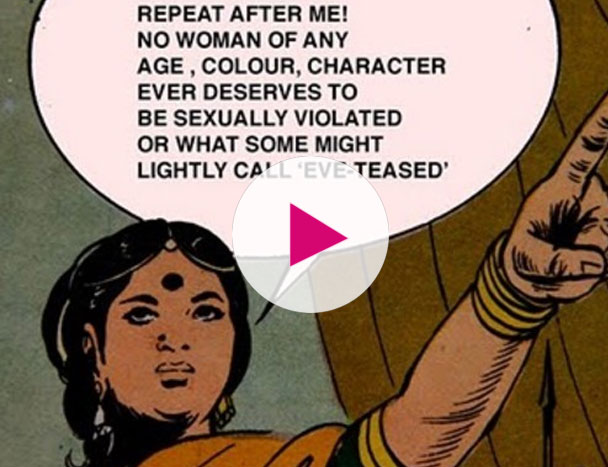 REPEAT AFTER ME!
NO WOMAN OF ANY
AGE , COLOUR, CHARACTER
EVER DESERVES TO
BE SEXUALLY VIOLATED
OR WHAT SOME MIGHT
LIGHTLY CALL ‘EVE-TEASED’